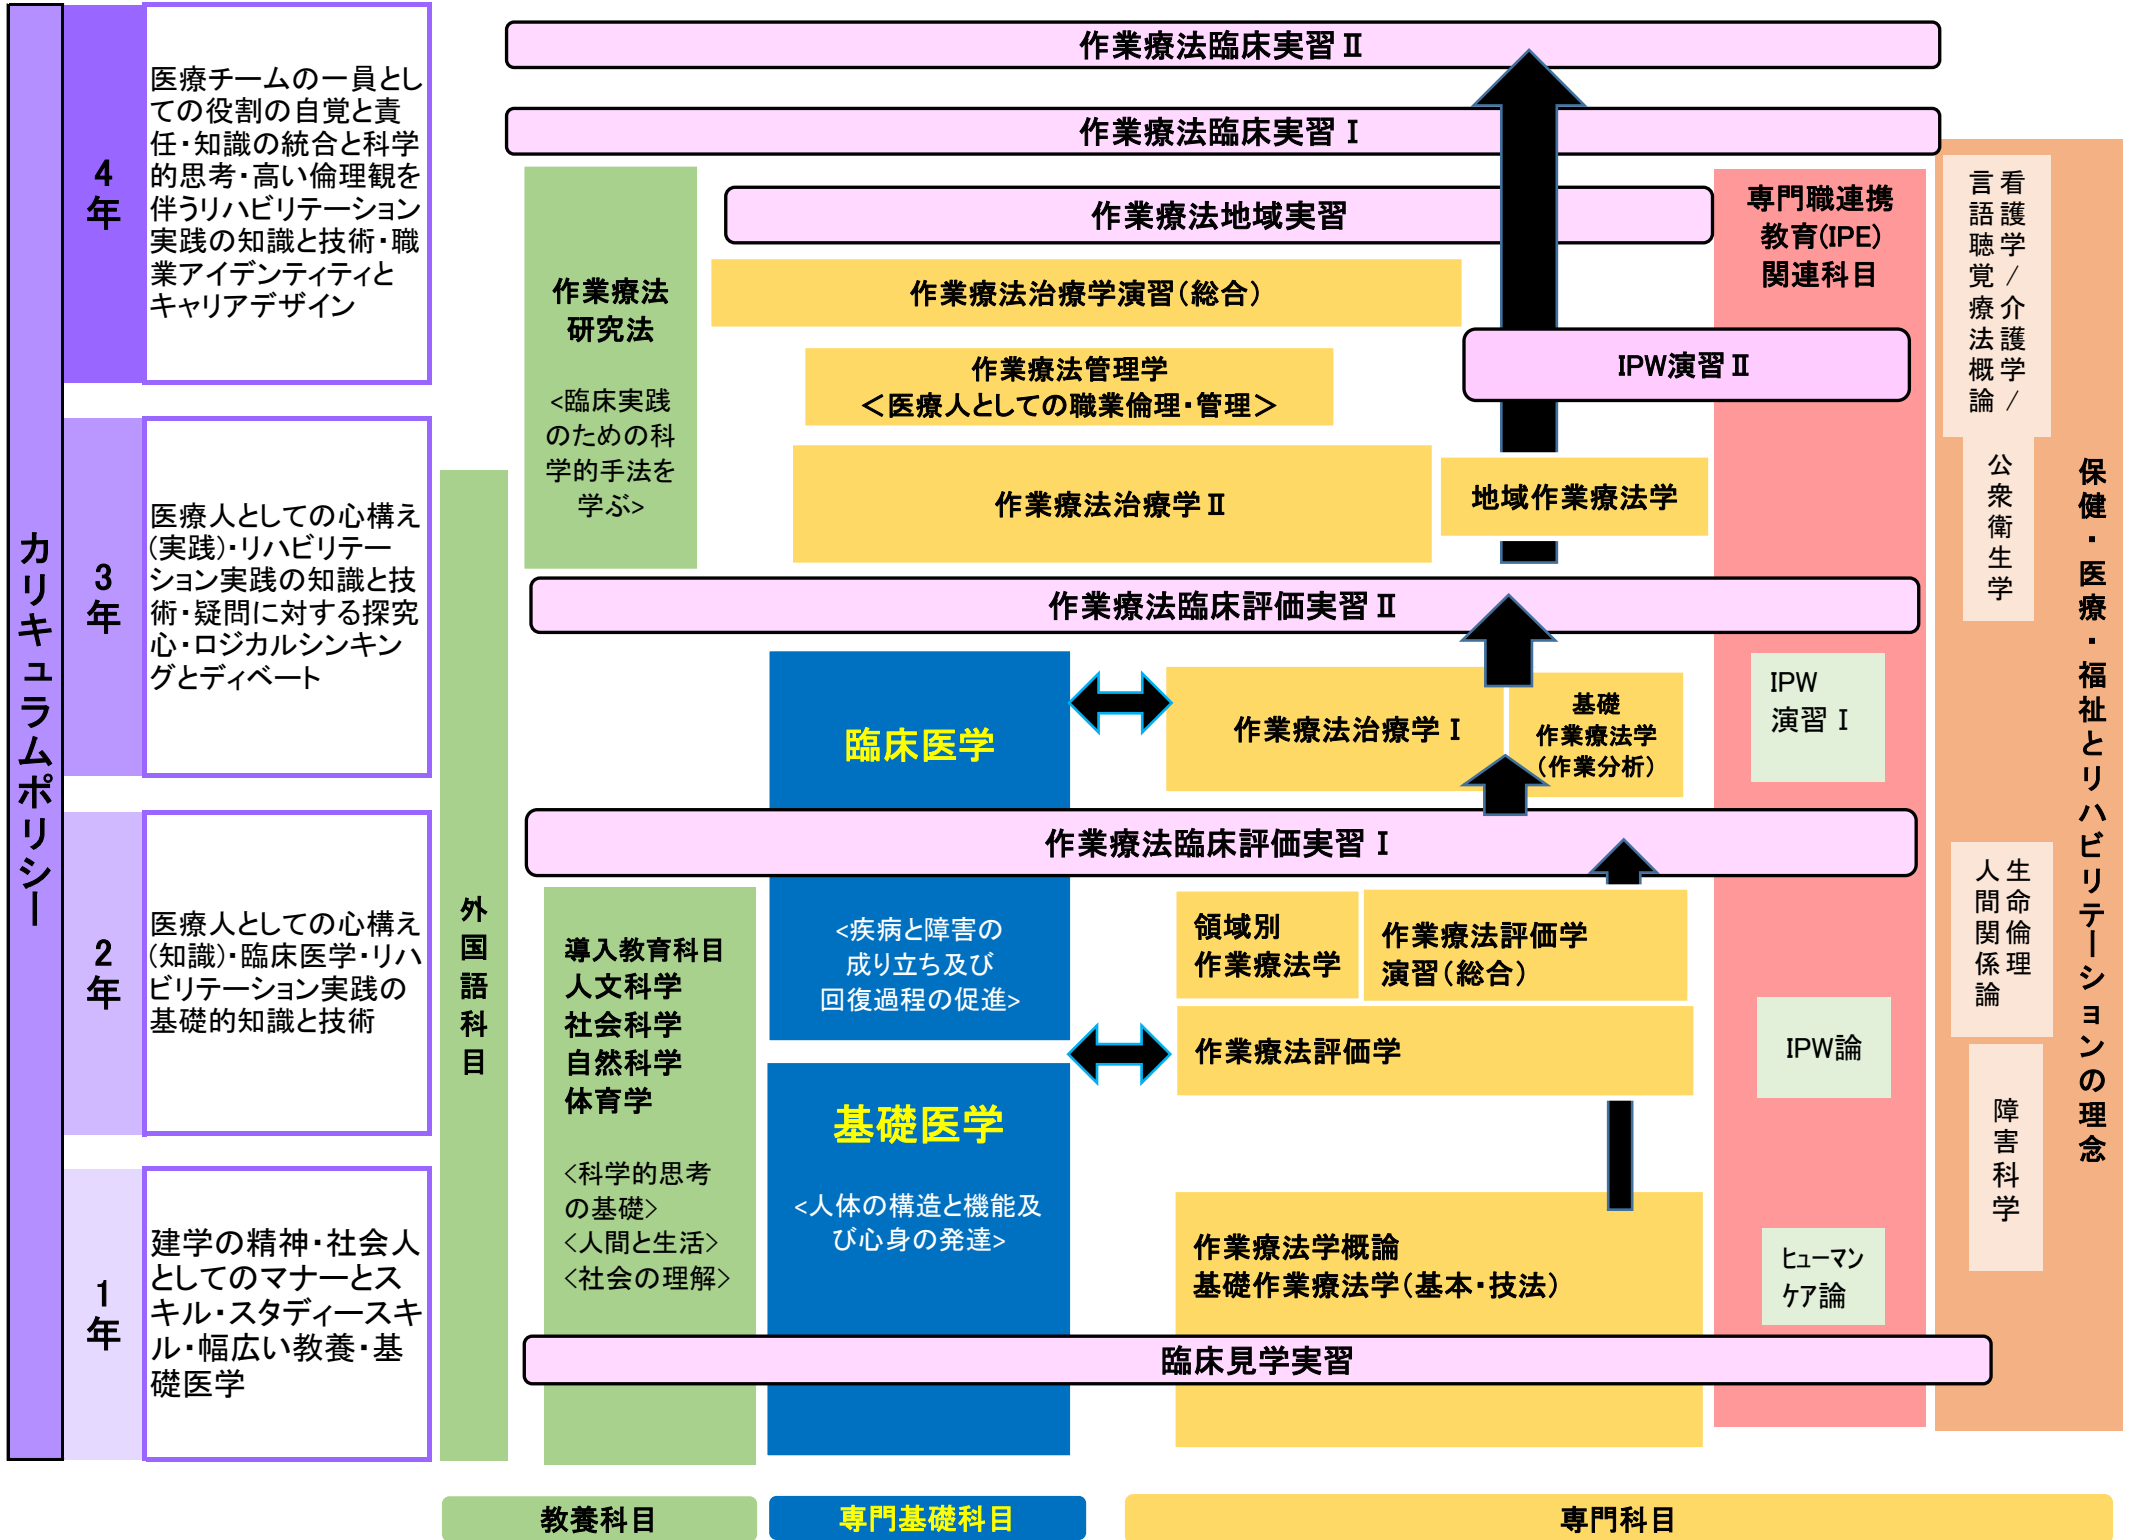 カリキュラムポリシー
4
年
医療チームの一員とし
ての役割の自覚と責
任・知識の統合と科学
的思考・高い倫理観を
伴うリハビリテーション
実践の知識と技術・職
業アイデンティティと
キャリアデザイン
3
年
医療人としての心構え
(実践)・リハビリテー
ション実践の知識と技
術・疑問に対する探究
心・ロジカルシンキン
グとディベート
2
年
医療人としての心構え
(知識)・臨床医学・リハ
ビリテーション実践の
基礎的知識と技術
1
年
建学の精神・社会人
としてのマナーとス
キル・スタディースキ
ル・幅広い教養・基
礎医学
外国語科目
作業療法臨床実習Ⅱ
作業療法臨床実習Ⅰ
作業療法
研究法
<臨床実践
のための科
学的手法を
学ぶ>
作業療法地域実習
作業療法治療学演習(総合)
作業療法管理学
<医療人としての職業倫理・管理>
作業療法治療学Ⅱ
地域作業療法学
専門職連携
教育(IPE)
関連科目
IPW演習Ⅱ
看護学/介護学/
言語聴覚療法概論
公衆衛生学
保健・医療・福祉とリハビリテーションの理念
作業療法臨床評価実習Ⅱ
臨床医学
作業療法治療学Ⅰ
基礎
作業療法学
(作業分析)
IPW
演習Ⅰ
作業療法臨床評価実習Ⅰ
導入教育科目
人文科学
社会科学
自然科学
体育学
<科学的思考
の基礎>
<人間と生活>
<社会の理解>
<疾病と障害の
成り立ち及び
回復過程の促進>
領域別
作業療法学
作業療法評価学
演習(総合)
作業療法評価学
IPW論
生命倫理
人間関係論
障害科学
基礎医学
<人体の構造と機能及
び心身の発達>
作業療法学概論
基礎作業療法学(基本・技法)
ヒューマン
ケア論
臨床見学実習
教養科目
専門基礎科目
専門科目